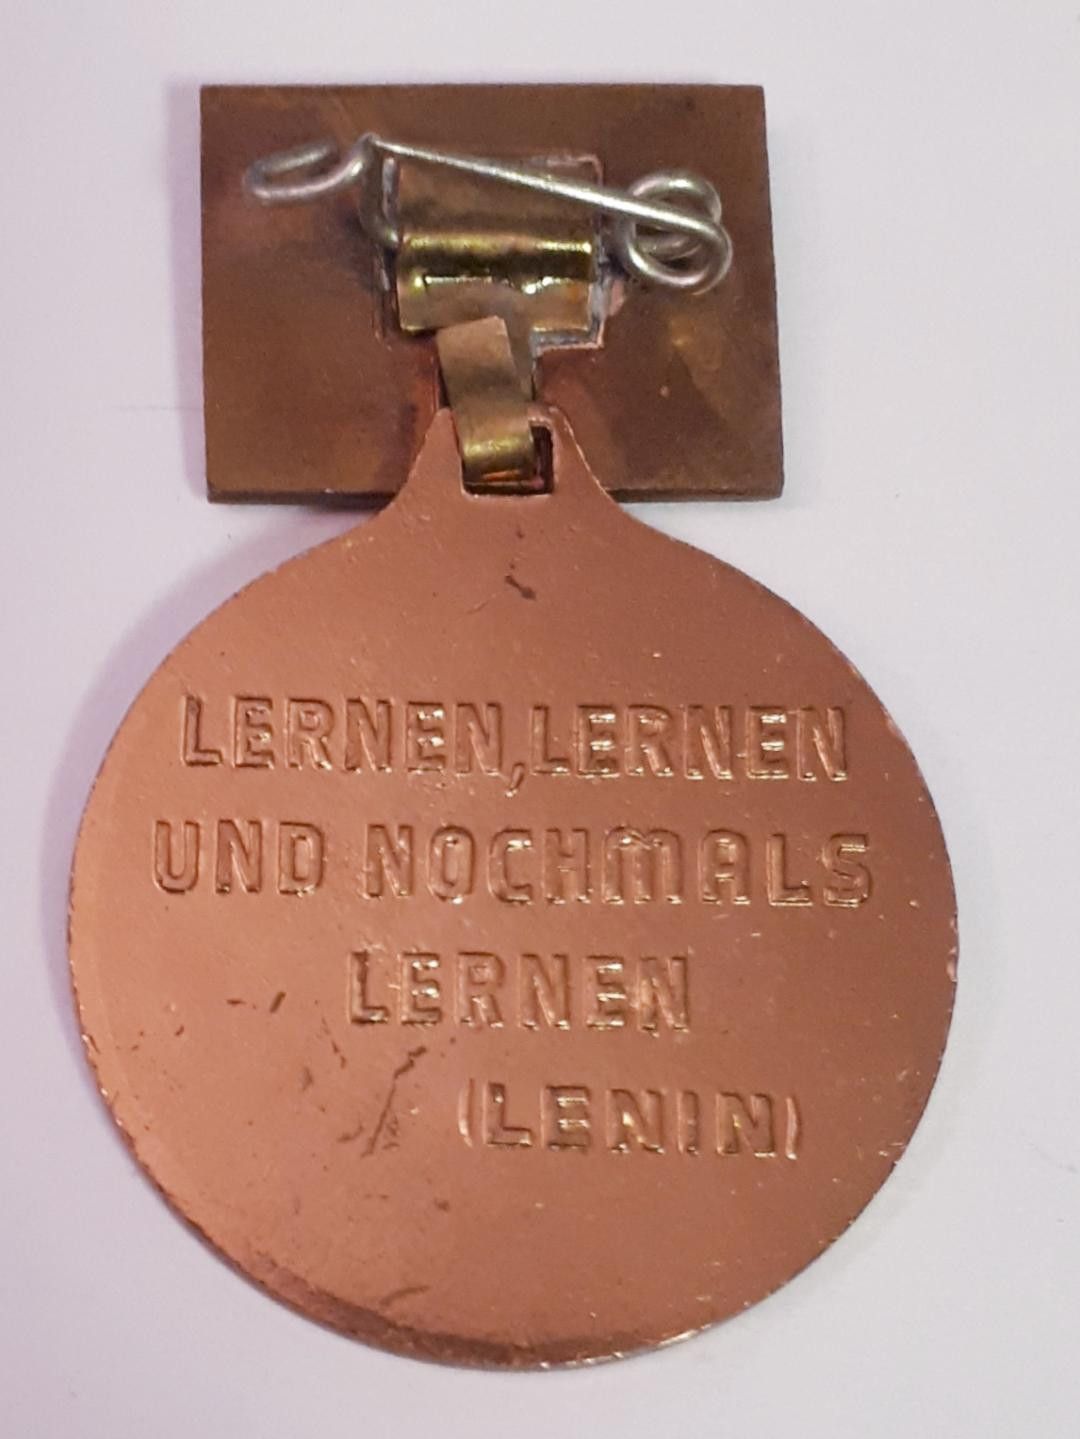 LERNEN, LERNEN
UND NOCHMALS
LERNEN
(LENIN)